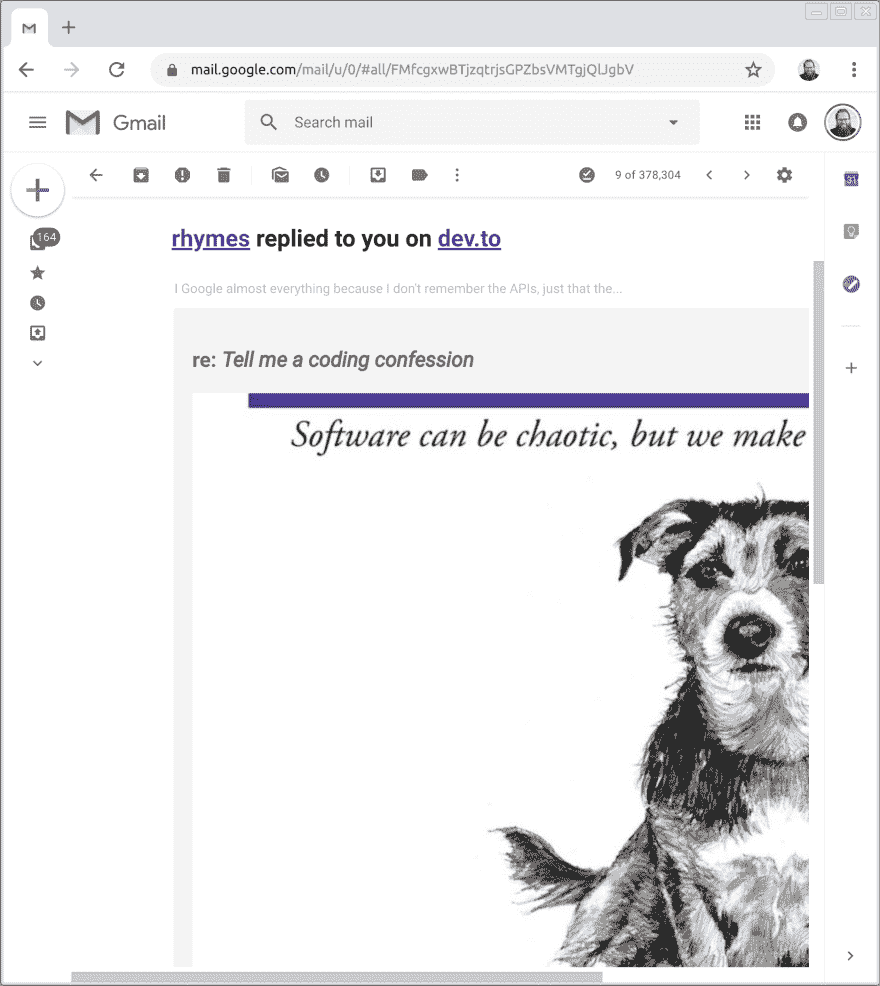 mail.google.com/mail/u/0/#all/FMfcgxwBTjzqtrjsGPZbsVMTgjQlJgbV
Gmail
Search mail
9 of 378,304
31
164
rhymes replied to you on dev.to
I Google almost everything because I don't remember the APIs, just that the...
re: Tell me a coding confession
Software can be chaotic, but we make